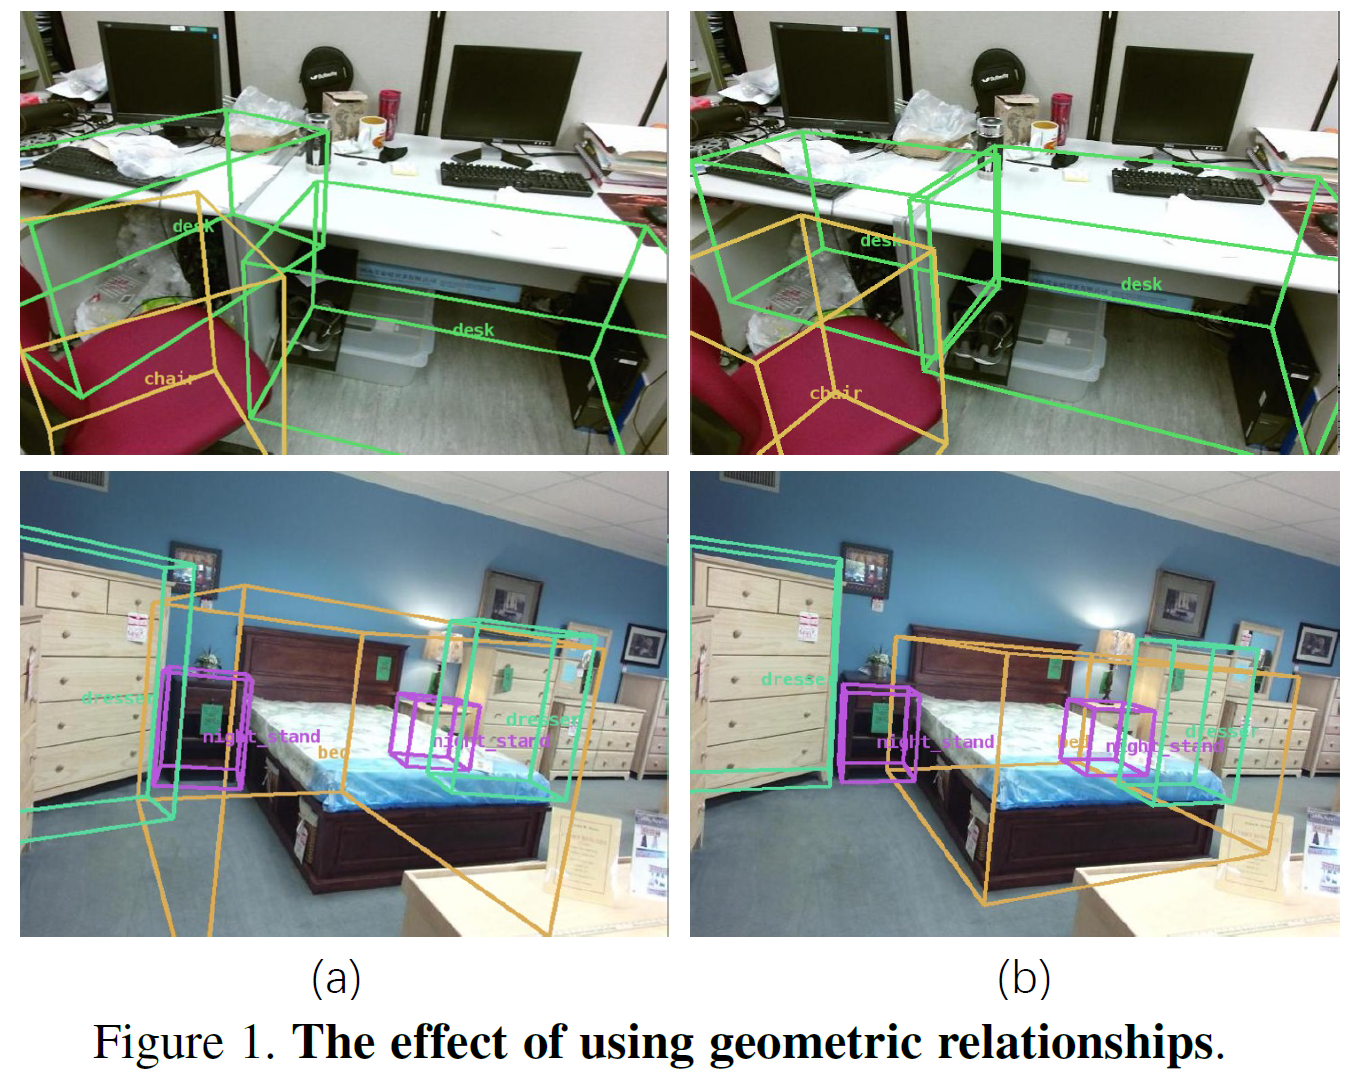 desk
desk
chair
desk
desk
chair
dresser
night_stand
bed
night_stand
dresser
dresser
night_stand
bed
night_stand
dresser
(a)
(b)
Figure 1. The effect of using geometric relationships.